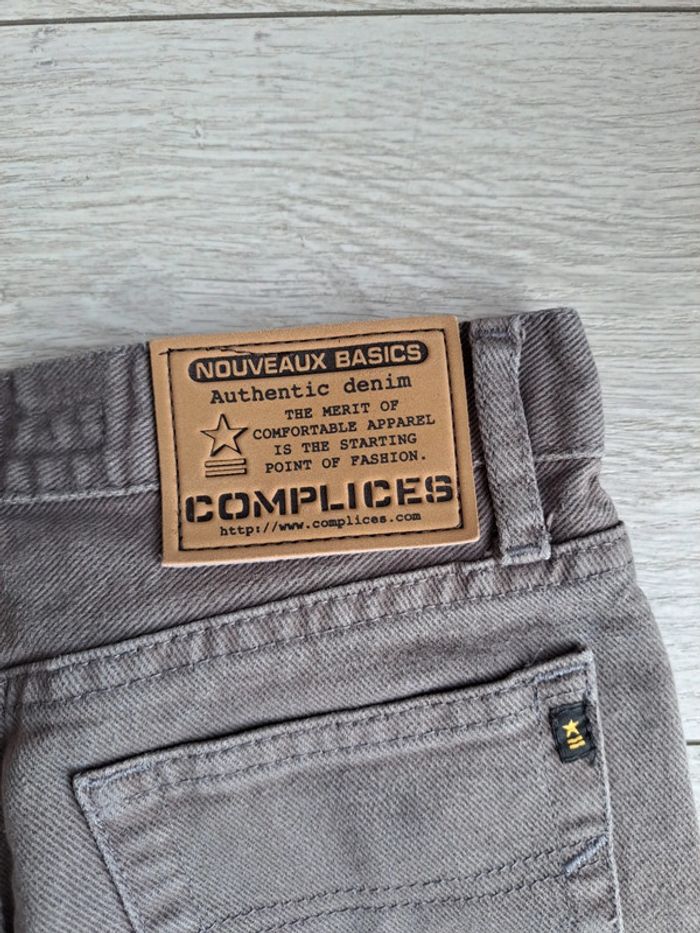 NOUVEAUX BASICS
Authentic denim
THE MERIT OF
COMFORTABLE APPAREL
IS THE STARTING
POINT OF FASHION.
COMPLICES
http://www.complices.com